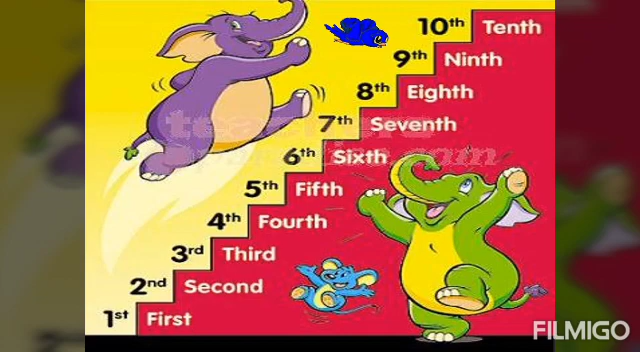 10th Tenth
9th Ninth
8th Eighth
7th Seventh
6th Sixth
5th Fifth
4th Fourth
3rd Third
2nd Second
1st First
FILMIGO